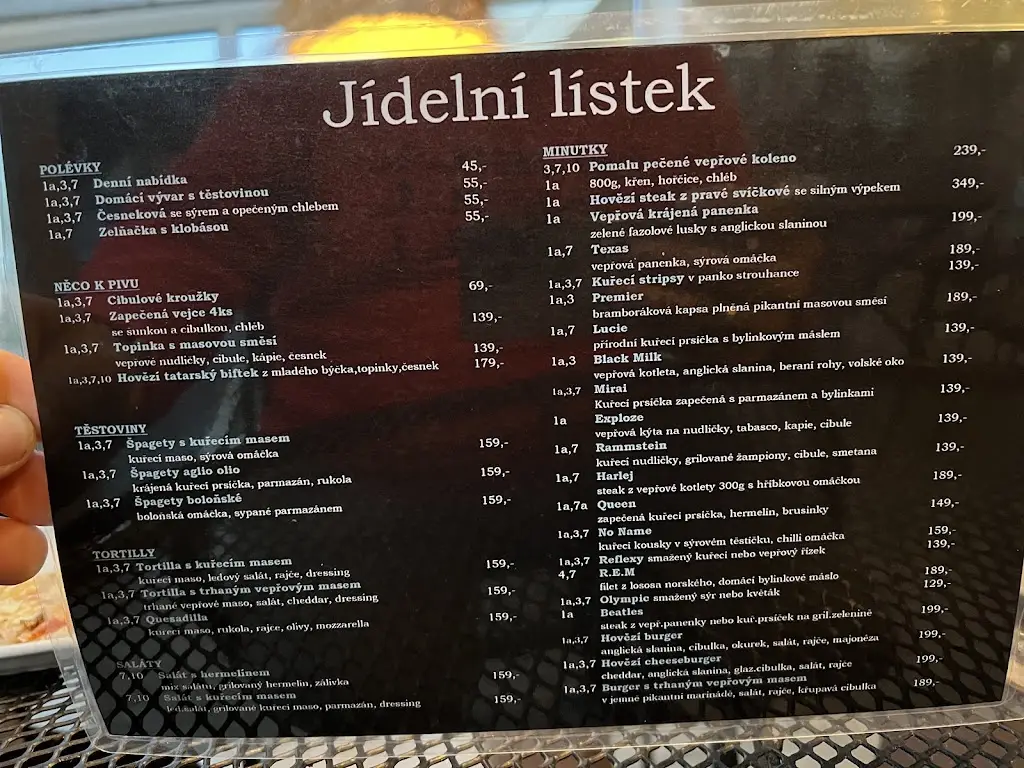 Jídelní lístek
POLÉVKY
1a,3,7 Denní nabídka 45,-
1a,3,7 Domácí vývar s těstovinou 55,-
1a,3,7 Česneková se sýrem a opečeným chlebem 55,-
1a,7 Zelňačka s klobásou 55,-
NĚCO K PIVU
1a,3,7 Cibulové kroužky 69,-
1a,3,7 Zapečená vejce 4ks 139,-
se šunkou a cibulkou, chléb
1a,3,7 Topinka s masovou směsí 139,-
vepřové nudličky, cibule, kápie, česnek
1a,3,7,10 Hovězí tatarský biftek z mladého býčka,topinky,česnek 179,-
TĚSTOVINY
1a,3,7 Špagety s kuřecím masem 159,-
kuřecí maso, sýrová omáčka
1a,3,7 Špagety aglio olio 159,-
krájená kuřecí prsíčka, parmazán, rukola
1a,3,7 Špagety boloňské 159,-
boloňská omáčka, sypané parmazánem
TORTILLY
1a,3,7 Tortilla s kuřecím masem 159,-
kuřecí maso, ledový salát, rajče, dressing
1a,3,7 Tortilla s trhaným vepřovým masem 159,-
trhané vepřové maso, salát, cheddar, dressing
1a,3,7 Quesadilla 159,-
kuřecí maso, rukola, rajce, olivy, mozzarella
SALÁTY
7,10 Salát s hermelínem 159,-
mix salátů, grilovaný hermelín, zálivka
7,10 Salát s kuřecím masem 159,-
led.salát, grilované kuřecí maso, parmazán, dressing
MINUTKY
3,7,10 Pomalu pečené vepřové koleno 239,-
1a 800g, křen, hořčice, chléb
1a Hovězí steak z pravé svíčkové se silným výpekem 349,-
1a Vepřová krájená panenka 199,-
zelené fazolové lusky s anglickou slaninou
1a,7 Texas 189,-
vepřová panenka, sýrová omáčka
1a,3,7 Kuřecí stripsy v panko strouhance 139,-
1a,3 Premier 189,-
bramboráková kapsa plněná pikantní masovou směsí
1a,7 Lucie 139,-
přírodní kuřecí prsíčka s bylinkovým máslem
1a,3 Black Milk 139,-
vepřová kotleta, anglická slanina, beraní rohy, volské oko
1a,3,7 Mirai 139,-
Kuřecí prsíčka zapečená s parmazánem a bylinkami
1a Exploze 139,-
vepřová kýta na nudličky, tabasco, kapie, cibule
1a,7 Rammstein 139,-
kuřecí nudličky, grilované žampiony, cibule, smetana
1a,7 Harlej 189,-
steak z vepřové kotlety 300g s hříbkovou omáčkou
1a,7a Queen 149,-
zapečená kuřecí prsíčka, hermelín, brusinky
1a,3,7 No Name 159,-
kuřecí kousky v sýrovém těstíčku, chilli omáčka
1a,3,7 Reflexy smažený kuřecí nebo vepřový řízek 139,-
4,7 R.E.M 189,-
filet z lososa norského, domácí bylinkové máslo
1a,3,7 Olympic smažený sýr nebo květák 129,-
1a Beatles 199,-
steak z vepř.panenky nebo kuř.prsíček na gril.zelenině
1a,3,7 Hovězí burger 199,-
anglická slanina, cibulka, okurek, salát, rajče, majonéza
1a,3,7 Hovězí cheeseburger 199,-
cheddar, anglická slanina, glaz.cibulka, salát, rajče
1a,3,7 Burger s trhaným vepřovým masem 189,-
v jemné pikantní marinádě, salát, rajče, křupavá cibulka